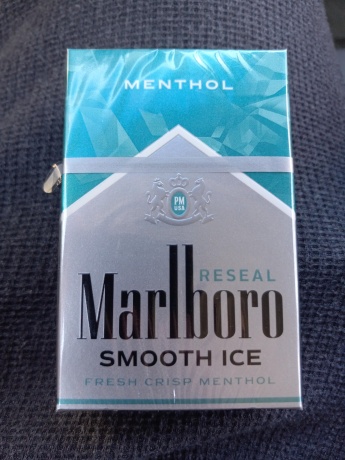 MENTHOL
PM
USA
RESEAL
Marlboro
SMOOTH ICE
FRESH CRISP MENTHOL